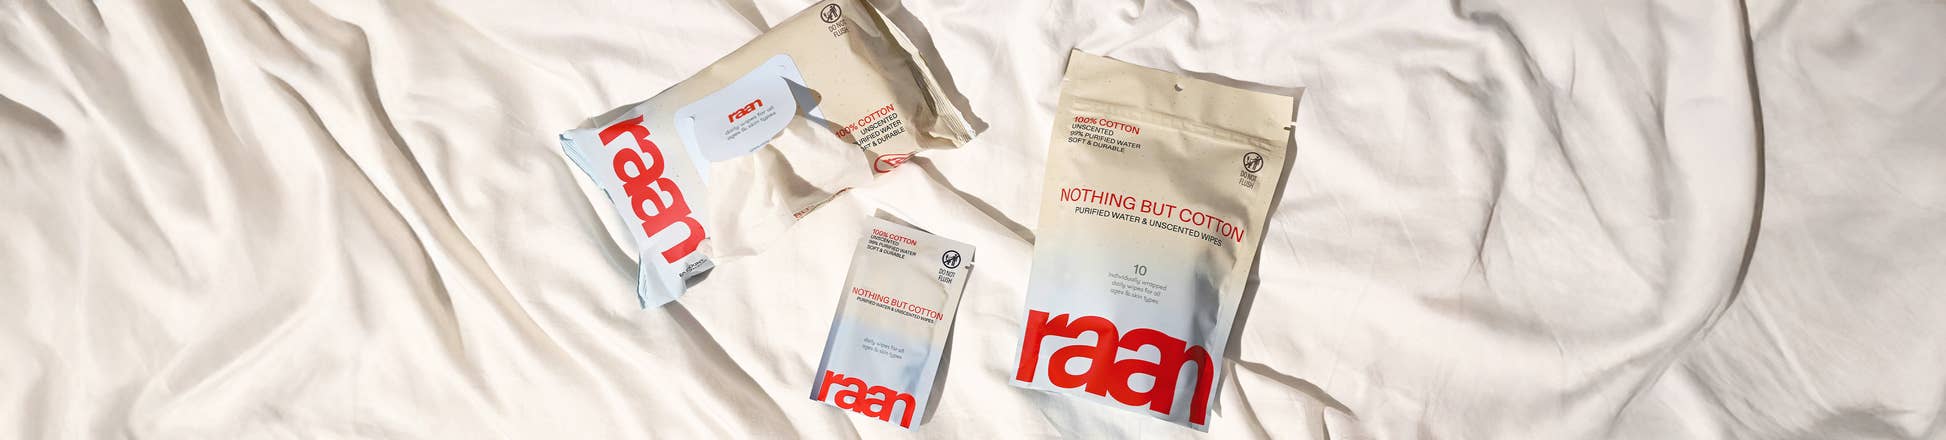 raan
raan
daily wipes for all
ages & skin types
DO NOT
FLUSH
100% COTTON
UNSCENTED
PURIFIED WATER
SOFT & DURABLE
100% COTTON
UNSCENTED
99% PURIFIED WATER
SOFT & DURABLE
DO NOT
FLUSH
NOTHING BUT COTTON
PURIFIED WATER & UNSCENTED WIPES
daily wipes for all
ages & skin types
raan
100% COTTON
UNSCENTED
99% PURIFIED WATER
SOFT & DURABLE
DO NOT
FLUSH
NOTHING BUT COTTON
PURIFIED WATER & UNSCENTED WIPES
10
individually wrapped
daily wipes for all
ages & skin types
raan